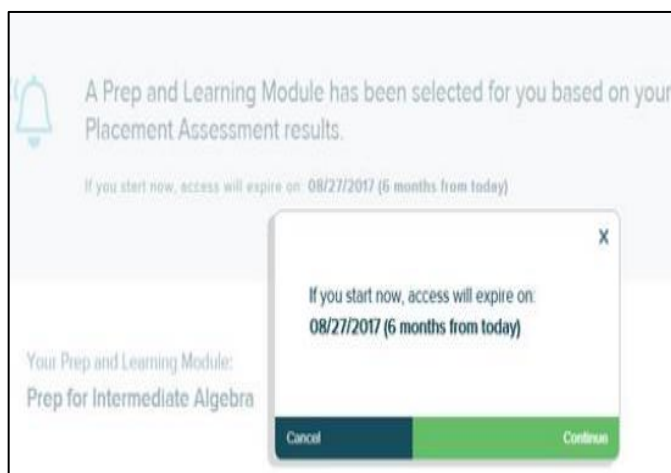 A Prep and Learning Module has been selected for you based on your
Placement Assessment results.
If you start now, access will expire on: 08/27/2017 (6 months from today)
X
If you start now, access will expire on:
08/27/2017 (6 months from today)
Your Prep and Learning Module:
Prep for Intermediate Algebra
Cancel
Continue